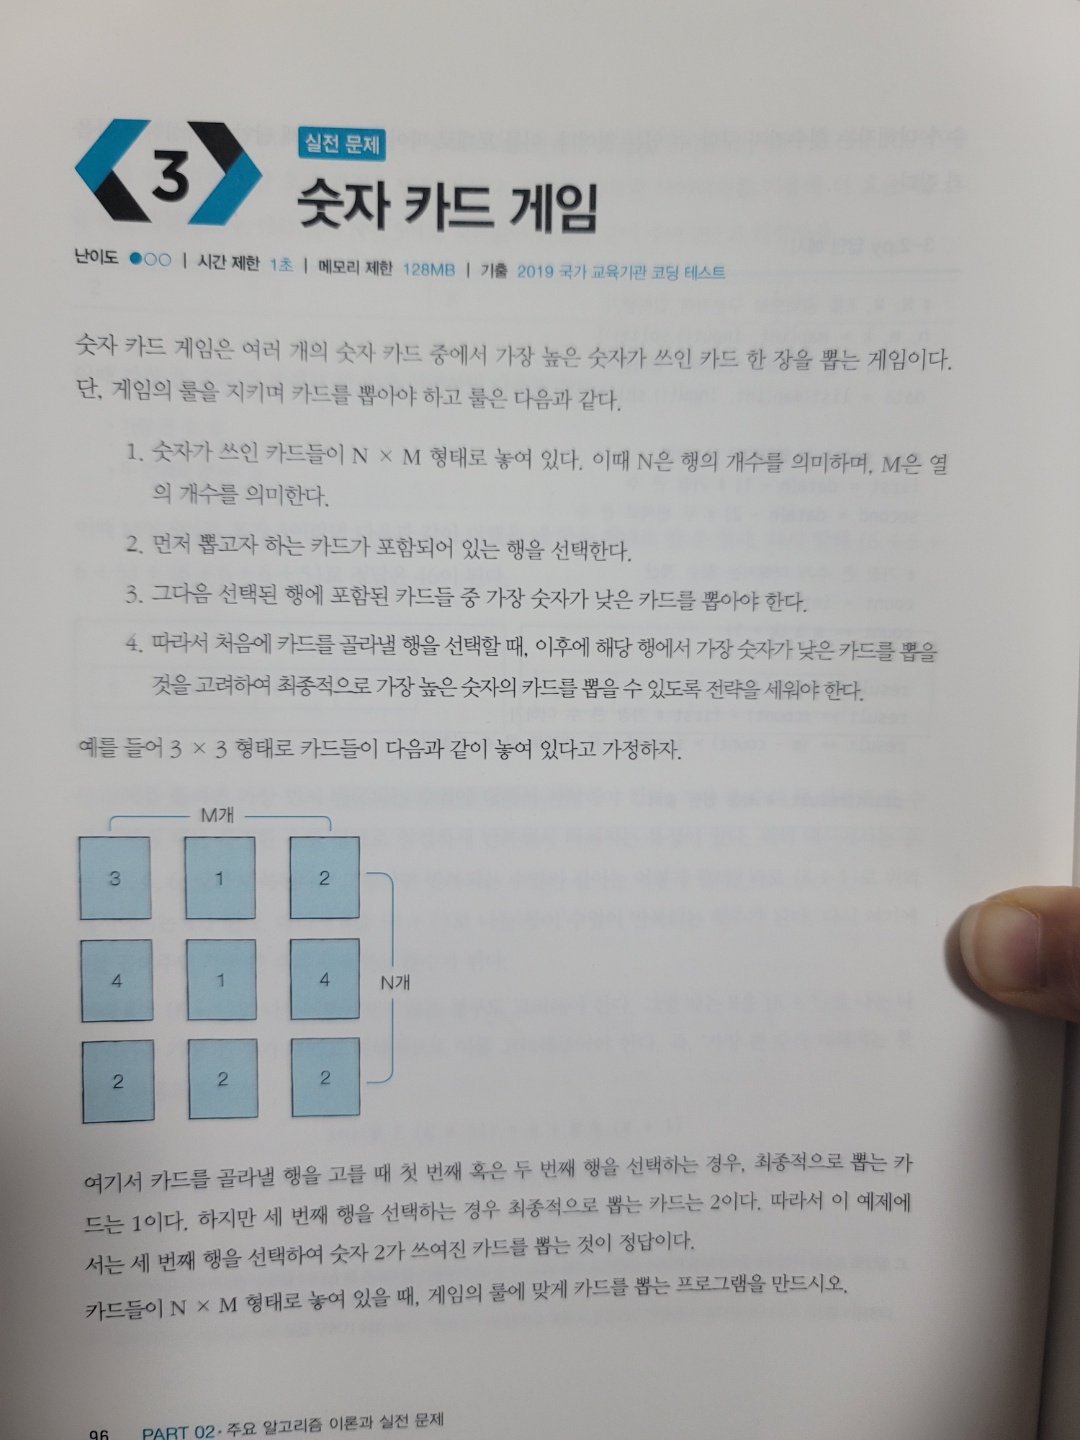 3
실전 문제
숫자 카드 게임
난이도 ●○○ | 시간 제한 1초 | 메모리 제한 128MB | 기출 2019 국가 교육기관 코딩 테스트
숫자 카드 게임은 여러 개의 숫자 카드 중에서 가장 높은 숫자가 쓰인 카드 한 장을 뽑는 게임이다.
단, 게임의 룰을 지키며 카드를 뽑아야 하고 룰은 다음과 같다.
1. 숫자가 쓰인 카드들이 N × M 형태로 놓여 있다. 이때 N은 행의 개수를 의미하며, M은 열
의 개수를 의미한다.
2. 먼저 뽑고자 하는 카드가 포함되어 있는 행을 선택한다.
3. 그다음 선택된 행에 포함된 카드들 중 가장 숫자가 낮은 카드를 뽑아야 한다.
4. 따라서 처음에 카드를 골라낼 행을 선택할 때, 이후에 해당 행에서 가장 숫자가 낮은 카드를 뽑을
것을 고려하여 최종적으로 가장 높은 숫자의 카드를 뽑을 수 있도록 전략을 세워야 한다.
예를 들어 3 × 3 형태로 카드들이 다음과 같이 놓여 있다고 가정하자.
M개
3 1 2
4 1 4
N개
2 2 2
여기서 카드를 골라낼 행을 고를 때 첫 번째 혹은 두 번째 행을 선택하는 경우, 최종적으로 뽑는 카
드는 1이다. 하지만 세 번째 행을 선택하는 경우 최종적으로 뽑는 카드는 2이다. 따라서 이 예제에
서는 세 번째 행을 선택하여 숫자 2가 쓰여진 카드를 뽑는 것이 정답이다.
카드들이 N × M 형태로 놓여 있을 때, 게임의 룰에 맞게 카드를 뽑는 프로그램을 만드시오.
96 PART 02 · 주요 알고리즘 이론과 실전 문제